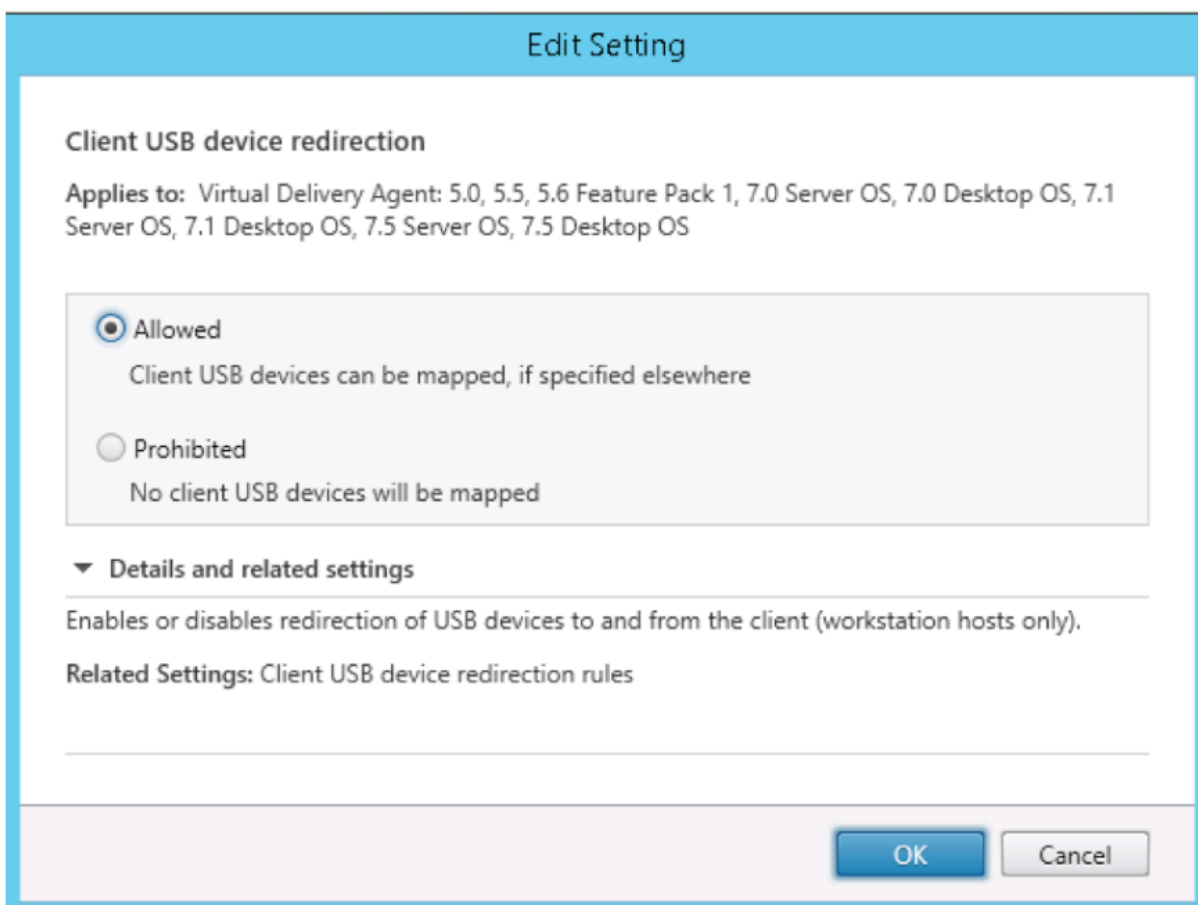 Edit Setting
Client USB device redirection
Applies to: Virtual Delivery Agent: 5.0, 5.5, 5.6 Feature Pack 1, 7.0 Server OS, 7.0 Desktop OS, 7.1
Server OS, 7.1 Desktop OS, 7.5 Server OS, 7.5 Desktop OS
Allowed
Client USB devices can be mapped, if specified elsewhere
Prohibited
No client USB devices will be mapped
Details and related settings
Enables or disables redirection of USB devices to and from the client (workstation hosts only).
Related Settings: Client USB device redirection rules
OK
Cancel